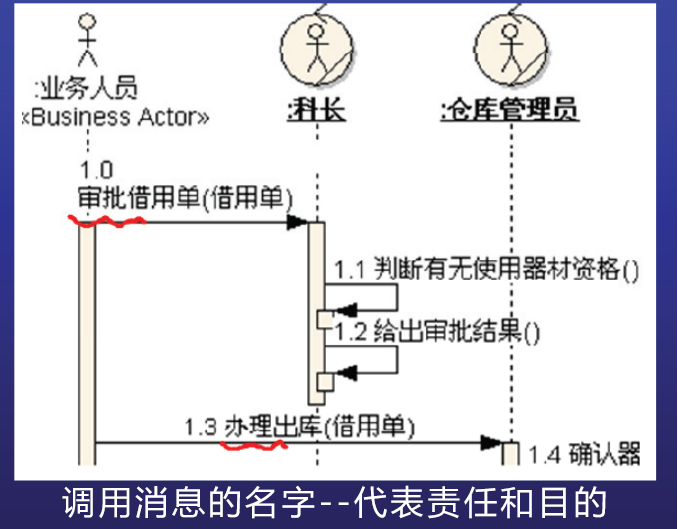 :业务人员
«Business Actor»
:科长
:仓库管理员
1.0
审批借用单(借用单)
1.1 判断有无使用器材资格()
1.2 给出审批结果()
1.3 办理出库(借用单)
1.4 确认器
调用消息的名字--代表责任和目的